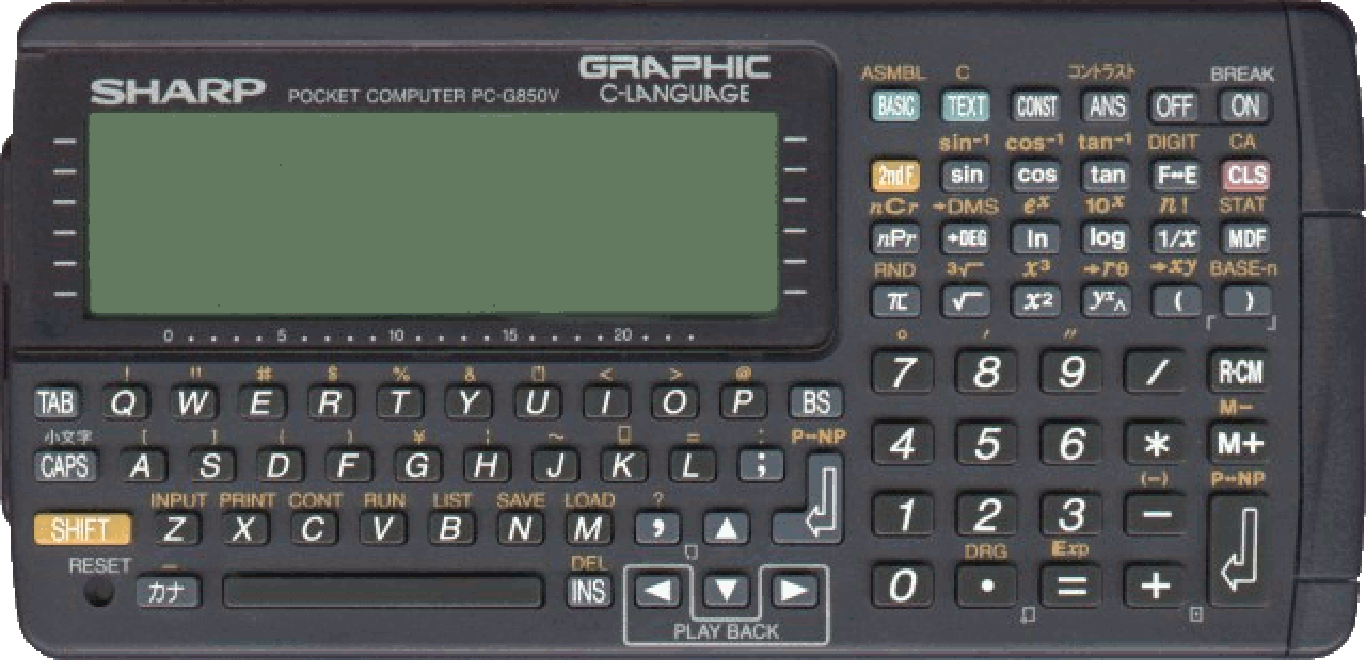 GRAPHIC
SHARP POCKET COMPUTER PC-G850V C-LANGUAGE
ASMBL C コントラスト BREAK
BASIC TEXT CONST ANS OFF ON
sin⁻¹ cos⁻¹ tan⁻¹ DIGIT CA
2ndF sin cos tan F↔E CLS
nCr →DMS eˣ 10ˣ n! STAT
nPr →DEG ln log 1/x MDF
RND ³√ x³ →rθ →xy BASE-n
π √ x² yˣ^ ( )
0 5 10 15 20
° ′ ″
7 8 9 / R·CM
! " # $ % & < > @
TAB Q W E R T Y U I O P BS
M−
4 5 6 * M+
小文字 [ ] { } ¥ | ~ = : P↔NP
CAPS A S D F G H J K L ;
(−) P↔NP
1 2 3 −
INPUT PRINT CONT RUN LIST SAVE LOAD ?
SHIFT Z X C V B N M , ▲
DRG Exp
0 • = +
RESET DEL
カナ INS ◀ ▼ ▶
PLAY BACK